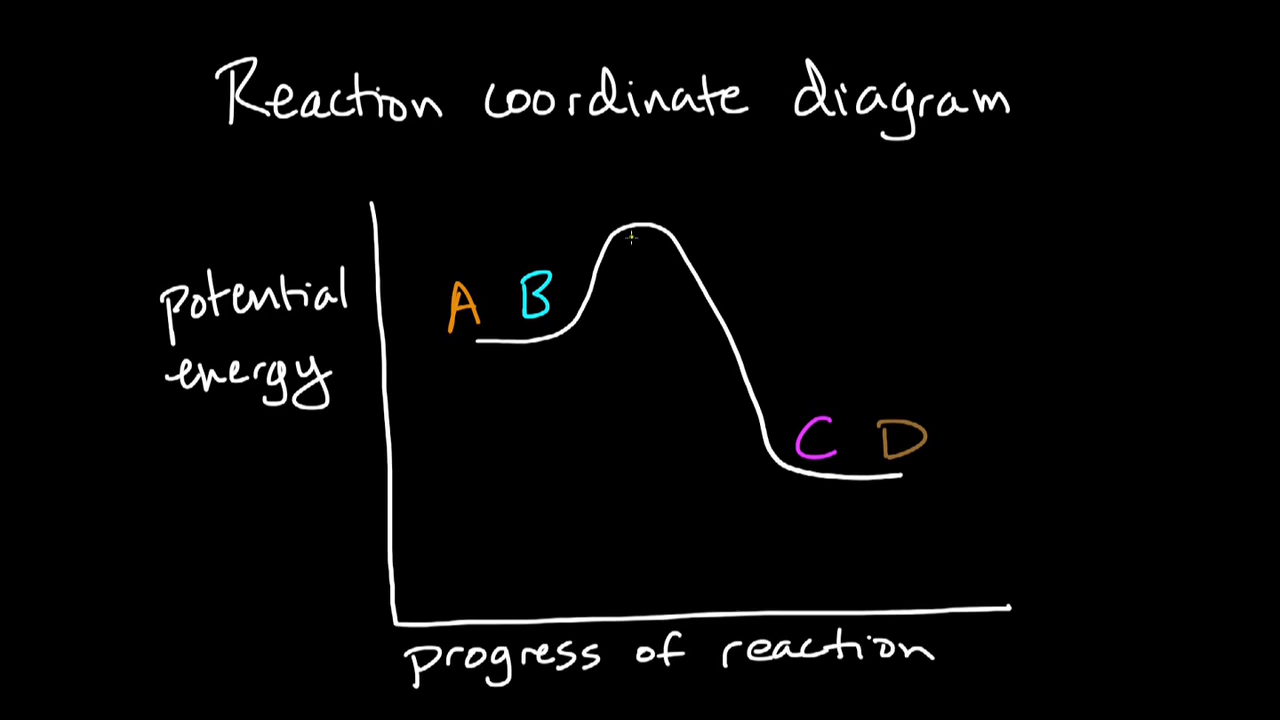 Reaction coordinate diagram
potential
energy
A B
C D
progress of reaction